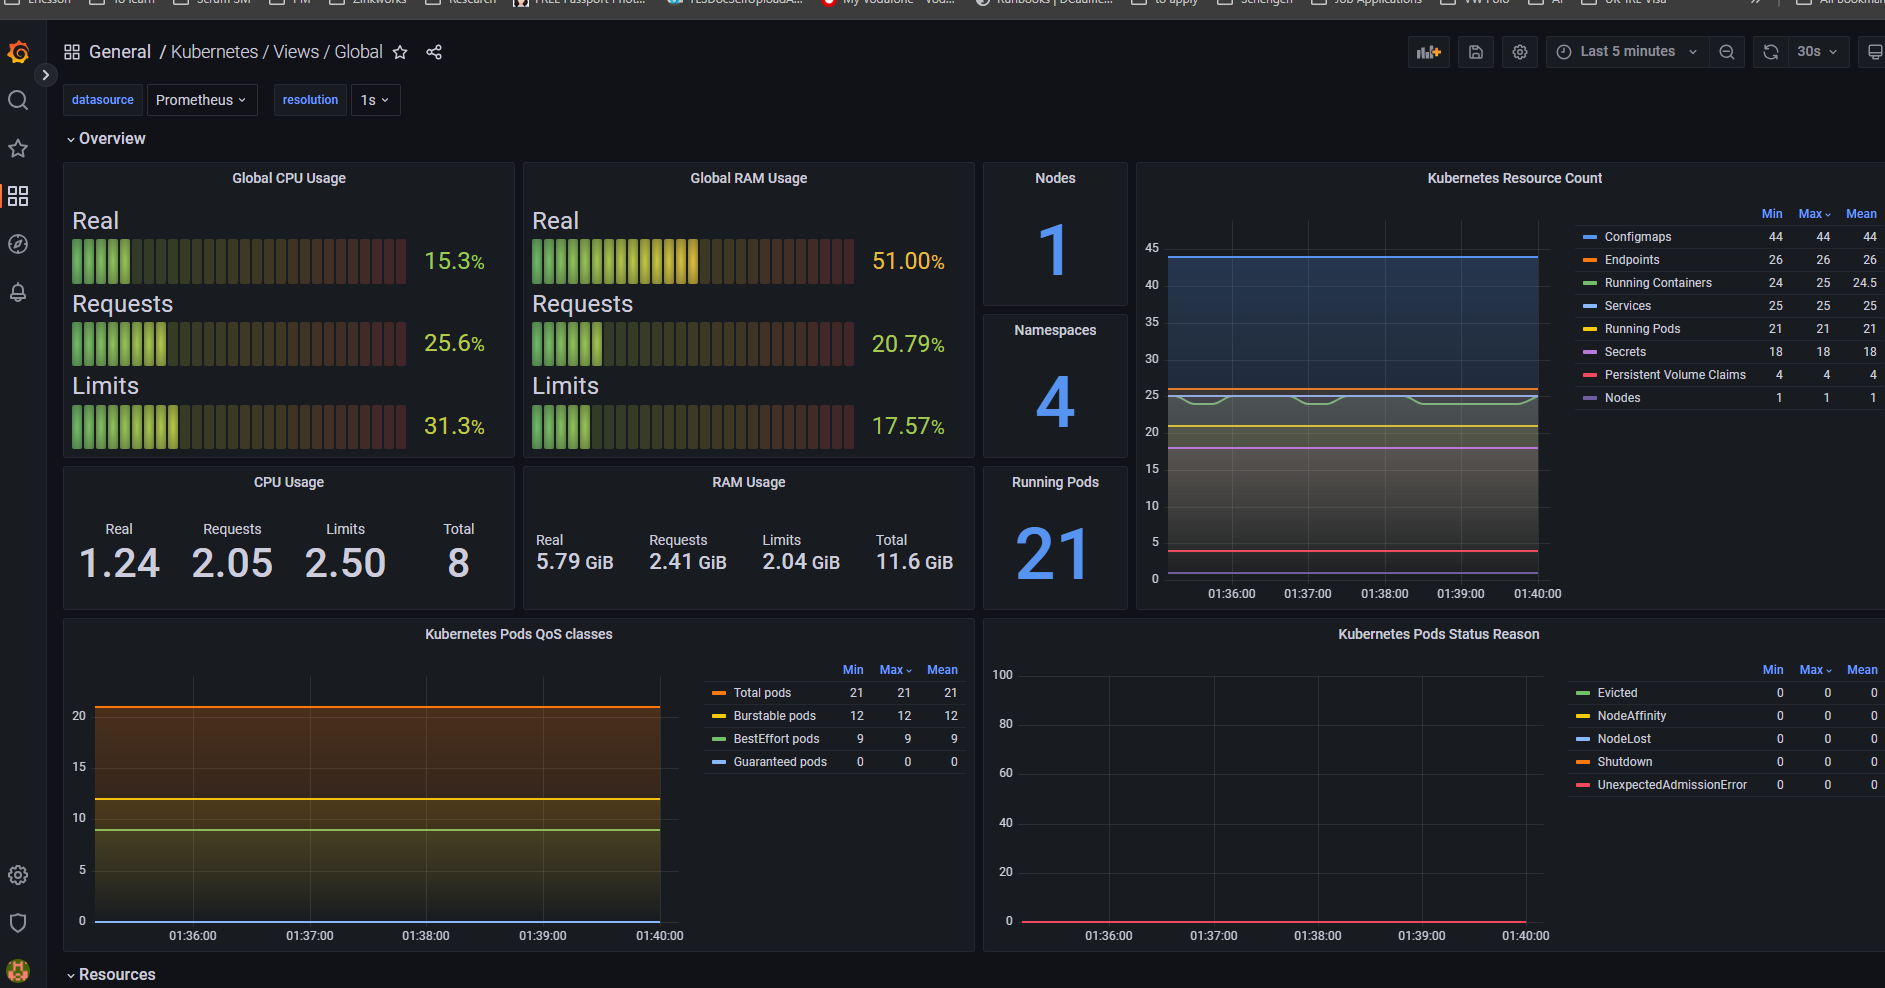 General / Kubernetes / Views / Global
Last 5 minutes
30s
datasource Prometheus resolution 1s
Overview
Global CPU Usage
Real
15.3%
Requests
25.6%
Limits
31.3%
Global RAM Usage
Real
51.00%
Requests
20.79%
Limits
17.57%
Nodes
1
Namespaces
4
Running Pods
21
CPU Usage
Real Requests Limits Total
1.24 2.05 2.50 8
RAM Usage
Real Requests Limits Total
5.79 GiB 2.41 GiB 2.04 GiB 11.6 GiB
Kubernetes Resource Count
45
40
35
30
25
20
15
10
5
0
01:36:00 01:37:00 01:38:00 01:39:00 01:40:00
Min Max Mean
Configmaps 44 44 44
Endpoints 26 26 26
Running Containers 24 25 24.5
Services 25 25 25
Running Pods 21 21 21
Secrets 18 18 18
Persistent Volume Claims 4 4 4
Nodes 1 1 1
Kubernetes Pods QoS classes
20
15
10
5
0
01:36:00 01:37:00 01:38:00 01:39:00 01:40:00
Min Max Mean
Total pods 21 21 21
Burstable pods 12 12 12
BestEffort pods 9 9 9
Guaranteed pods 0 0 0
Kubernetes Pods Status Reason
100
80
60
40
20
0
01:36:00 01:37:00 01:38:00 01:39:00 01:40:00
Min Max Mean
Evicted 0 0 0
NodeAffinity 0 0 0
NodeLost 0 0 0
Shutdown 0 0 0
UnexpectedAdmissionError 0 0 0
Resources